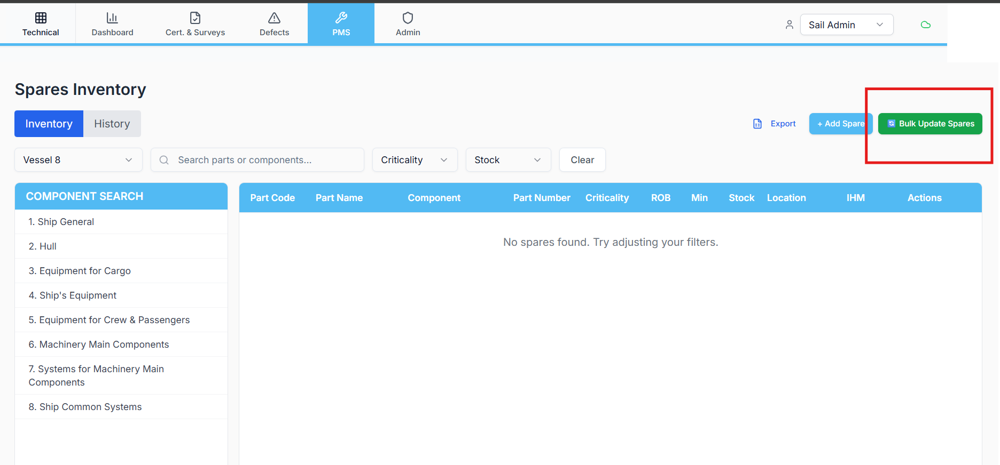 Technical
Dashboard
Cert. & Surveys
Defects
PMS
Admin
Sail Admin
Spares Inventory
Inventory
History
Export
+ Add Spare
Bulk Update Spares
Vessel 8
Search parts or components...
Criticality
Stock
Clear
COMPONENT SEARCH
1. Ship General
2. Hull
3. Equipment for Cargo
4. Ship's Equipment
5. Equipment for Crew & Passengers
6. Machinery Main Components
7. Systems for Machinery Main
Components
8. Ship Common Systems
Part Code Part Name Component Part Number Criticality ROB Min Stock Location IHM Actions
No spares found. Try adjusting your filters.